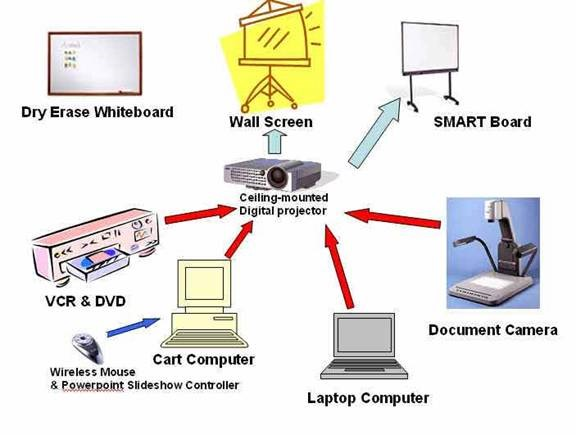 Dry Erase Whiteboard
Wall Screen
SMART Board
Ceiling-mounted
Digital projector
VCR & DVD
Cart Computer
Document Camera
Wireless Mouse
& Powerpoint Slideshow Controller
Laptop Computer